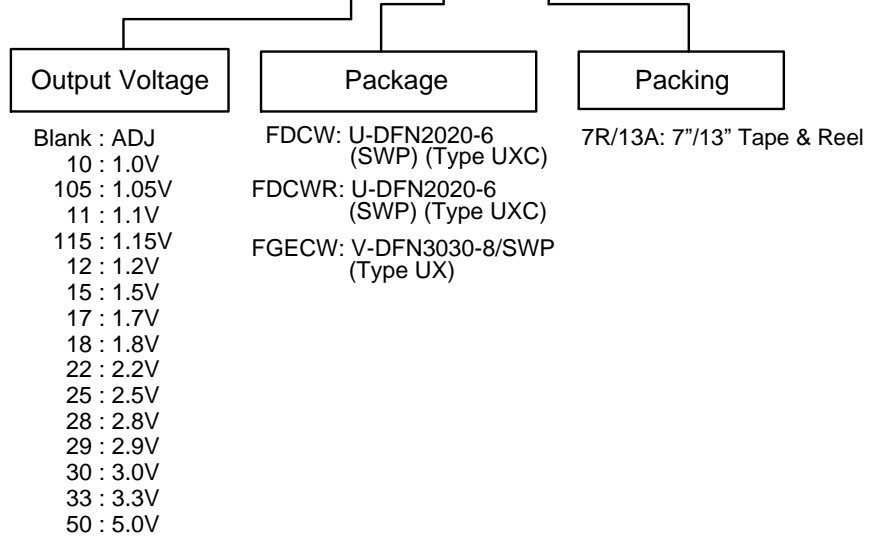 Output Voltage
Package
Packing
Blank : ADJ
10 : 1.0V
105 : 1.05V
11 : 1.1V
115 : 1.15V
12 : 1.2V
15 : 1.5V
17 : 1.7V
18 : 1.8V
22 : 2.2V
25 : 2.5V
28 : 2.8V
29 : 2.9V
30 : 3.0V
33 : 3.3V
50 : 5.0V
FDCW: U-DFN2020-6
(SWP) (Type UXC)
FDCWR: U-DFN2020-6
(SWP) (Type UXC)
FGECW: V-DFN3030-8/SWP
(Type UX)
7R/13A: 7”/13” Tape & Reel